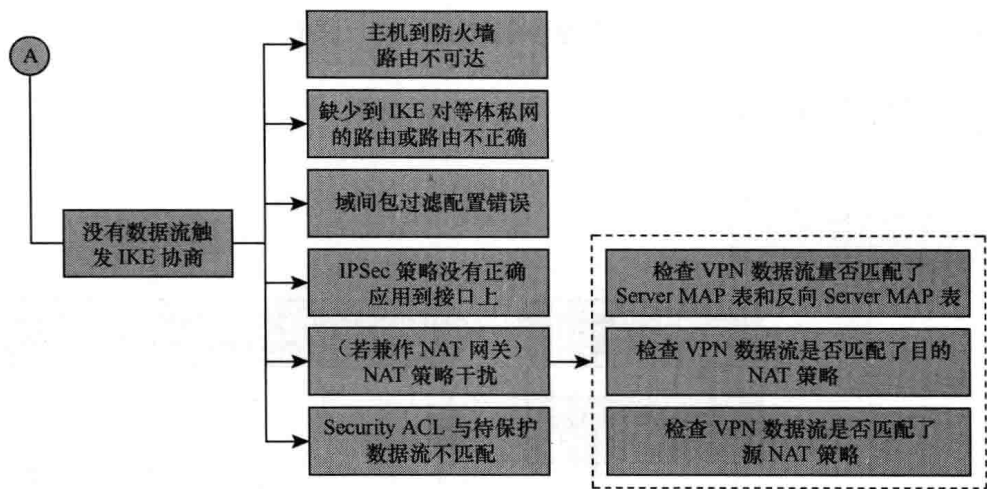 A
没有数据流触
发 IKE 协商
主机到防火墙
路由不可达
缺少到 IKE 对等体私网
的路由或路由不正确
域间包过滤配置错误
IPSec 策略没有正确
应用到接口上
（若兼作 NAT 网关）
NAT 策略干扰
Security ACL 与待保护
数据流不匹配
检查 VPN 数据流量否匹配了
Server MAP 表和反向 Server MAP 表
检查 VPN 数据流是否匹配了目的
NAT 策略
检查 VPN 数据流是否匹配了
源 NAT 策略